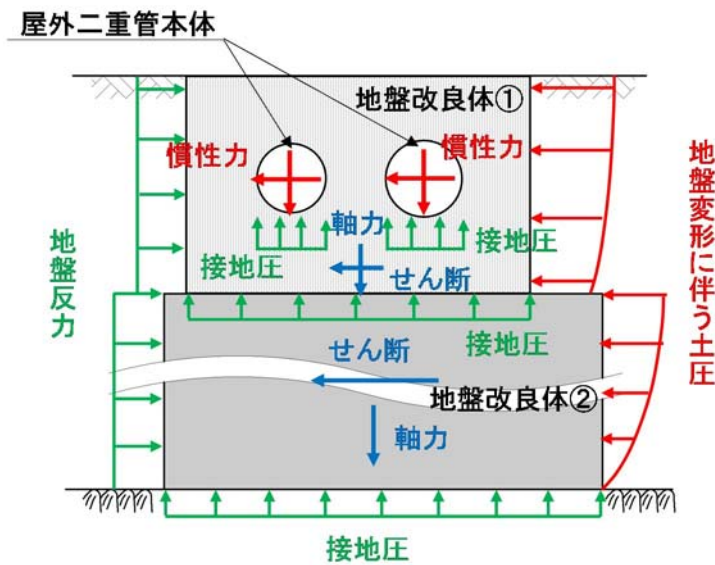 屋外二重管本体
地盤改良体①
慣性力
慣性力
軸力
せん断
接地圧
接地圧
地盤反力
地盤変形に伴う土圧
接地圧
せん断
地盤改良体②
軸力
接地圧